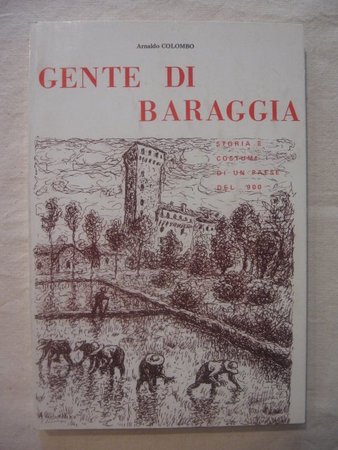 Arnaldo COLOMBO
GENTE DI
BARAGGIA
STORIA E
COSTUMI
DI UN PAESE
DEL '900